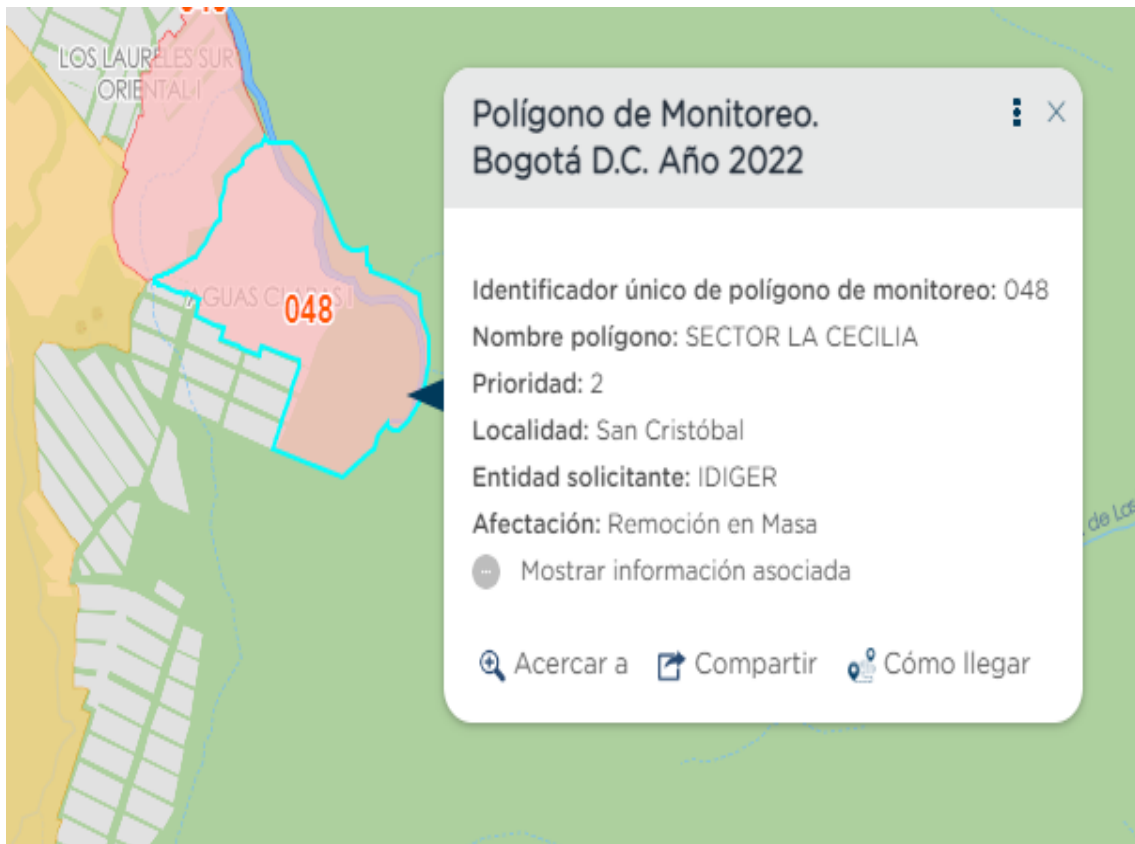 LOS LAURELES SUR
ORIENTAL I
AGUAS CLARAS I
048
Polígono de Monitoreo.
Bogotá D.C. Año 2022
Identificador único de polígono de monitoreo: 048
Nombre polígono: SECTOR LA CECILIA
Prioridad: 2
Localidad: San Cristóbal
Entidad solicitante: IDIGER
Afectación: Remoción en Masa
Mostrar información asociada
Acercar a Compartir Cómo llegar
de Los